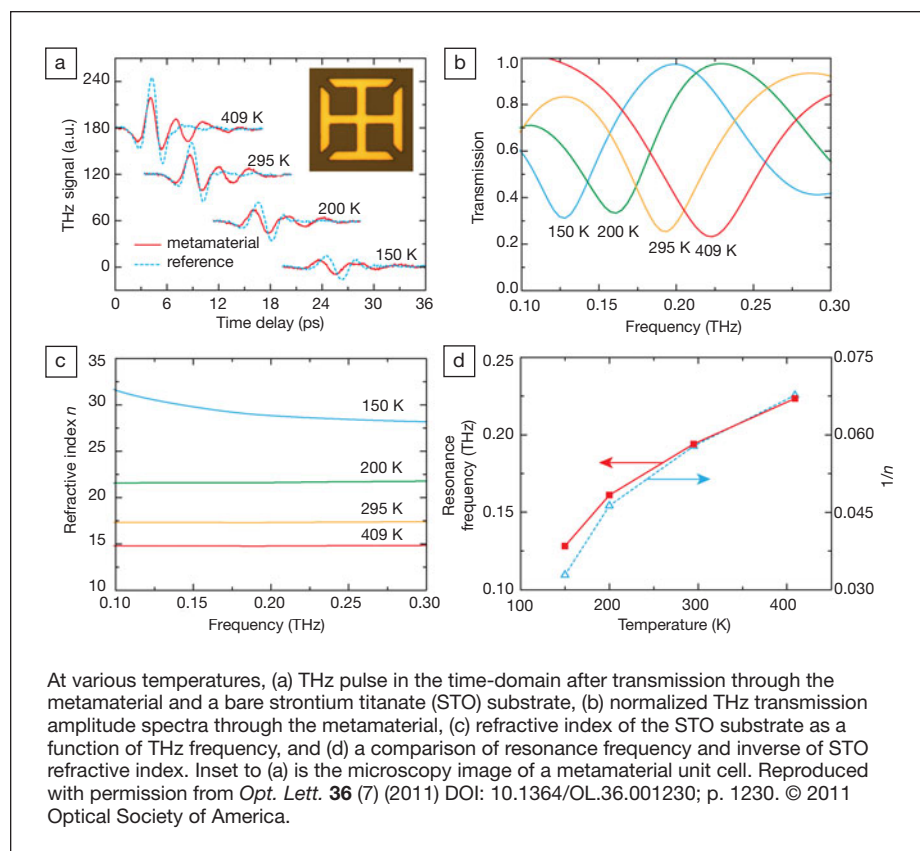 a
b
240
180
120
60
0
THz signal (a.u.)
409 K
295 K
200 K
150 K
metamaterial
reference
0 6 12 18 24 30 36
Time delay (ps)
1.0
0.8
0.6
0.4
0.2
0.0
Transmission
150 K 200 K 295 K 409 K
0.10 0.15 0.20 0.25 0.30
Frequency (THz)
c
d
35
30
25
20
15
10
Refractive index n
150 K
200 K
295 K
409 K
0.10 0.15 0.20 0.25 0.30
Frequency (THz)
0.25
0.20
0.15
0.10
Resonance
frequency (THz)
0.075
0.060
0.045
0.030
1/n
100 200 300 400
Temperature (K)
At various temperatures, (a) THz pulse in the time-domain after transmission through the
metamaterial and a bare strontium titanate (STO) substrate, (b) normalized THz transmission
amplitude spectra through the metamaterial, (c) refractive index of the STO substrate as a
function of THz frequency, and (d) a comparison of resonance frequency and inverse of STO
refractive index. Inset to (a) is the microscopy image of a metamaterial unit cell. Reproduced
with permission from Opt. Lett. 36 (7) (2011) DOI: 10.1364/OL.36.001230; p. 1230. © 2011
Optical Society of America.